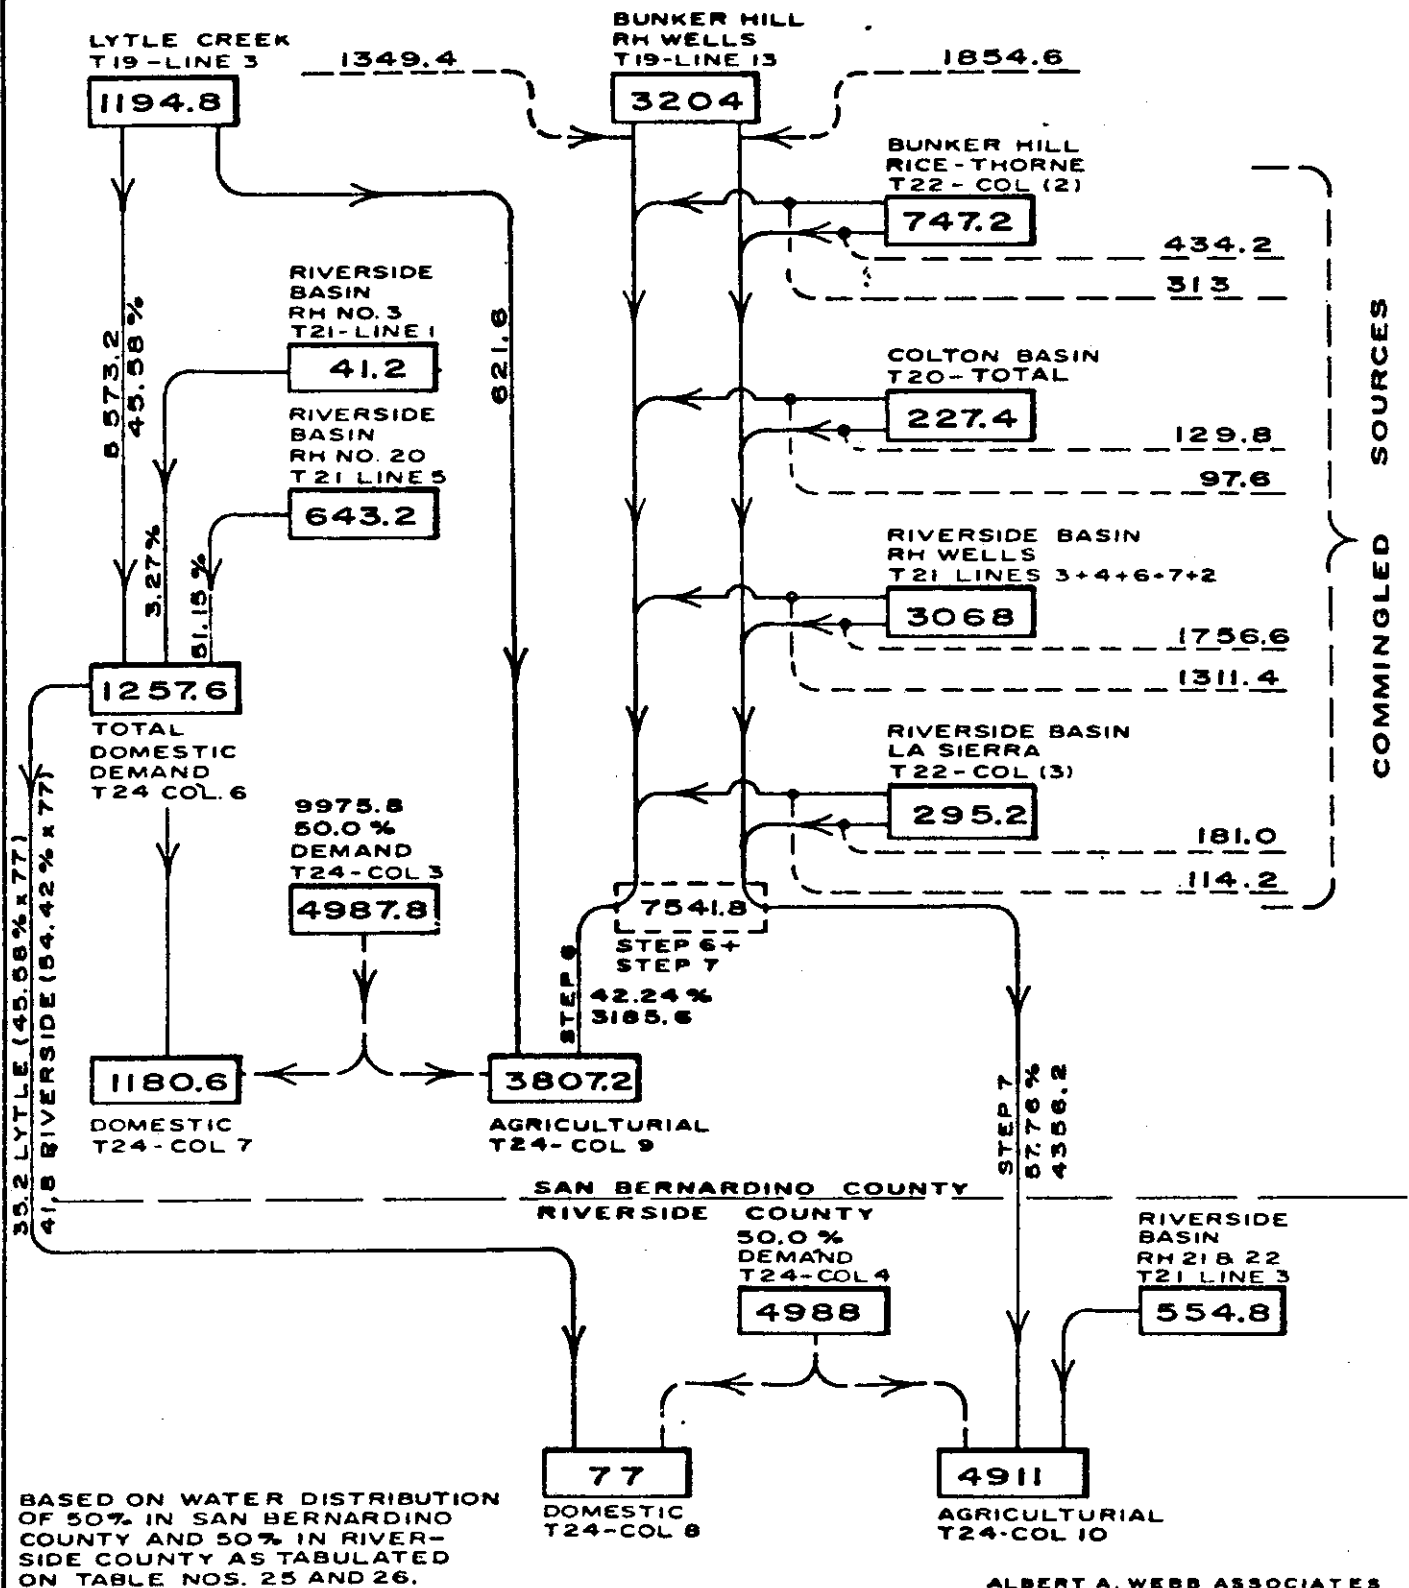 LYTLE CREEK
T19-LINE 3
1194.8
1349.4
BUNKER HILL
RH WELLS
T19-LINE 13
3204
1854.6
BUNKER HILL
RICE-THORNE
T22-COL (2)
747.2
434.2
313
RIVERSIDE
BASIN
RH NO. 3
T21-LINE 1
41.2
8 573.2
45.58 %
621.6
COLTON BASIN
T20-TOTAL
227.4
129.8
97.6
RIVERSIDE
BASIN
RH NO. 20
T21 LINE 5
643.2
3.27%
51.15%
RIVERSIDE BASIN
RH WELLS
T21 LINES 3+4+6+7+2
3068
1756.6
1311.4
COMMINGLED SOURCES
1257.6
TOTAL
DOMESTIC
DEMAND
T24 COL. 6
RIVERSIDE BASIN
LA SIERRA
T22-COL (3)
295.2
181.0
114.2
9975.8
50.0 %
DEMAND
T24-COL 3
4987.8
7541.8
STEP 6+
STEP 7
STEP 6
42.24 %
3185.6
35.2 LYTLE (45.58% x 77)
41.8 RIVERSIDE (54.42% x 77)
1180.6
DOMESTIC
T24-COL 7
3807.2
AGRICULTURIAL
T24-COL 9
STEP 7
57.76 %
4356.2
SAN BERNARDINO COUNTY
RIVERSIDE COUNTY
50.0 %
DEMAND
T24-COL 4
4988
RIVERSIDE
BASIN
RH 21 & 22
T21 LINE 3
554.8
77
DOMESTIC
T24-COL 8
4911
AGRICULTURIAL
T24-COL 10
BASED ON WATER DISTRIBUTION
OF 50% IN SAN BERNARDINO
COUNTY AND 50% IN RIVER-
SIDE COUNTY AS TABULATED
ON TABLE NOS. 25 AND 26.
ALBERT A. WEBB ASSOCIATES